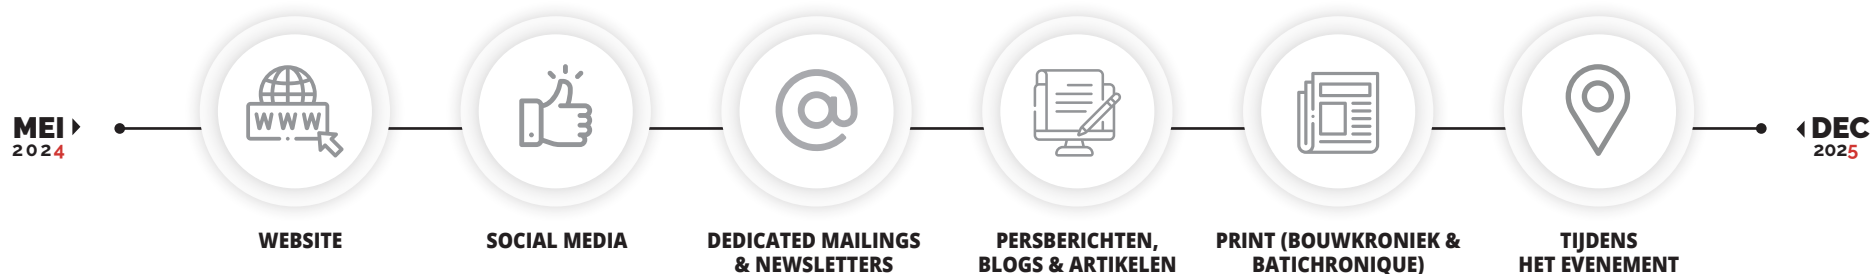 MEI
2024
WWW
WEBSITE
SOCIAL MEDIA
DEDICATED MAILINGS
& NEWSLETTERS
PERSBERICHTEN,
BLOGS & ARTIKELEN
PRINT (BOUWKRONIEK &
BATICHRONIQUE)
TIJDENS
HET EVENEMENT
DEC
2025